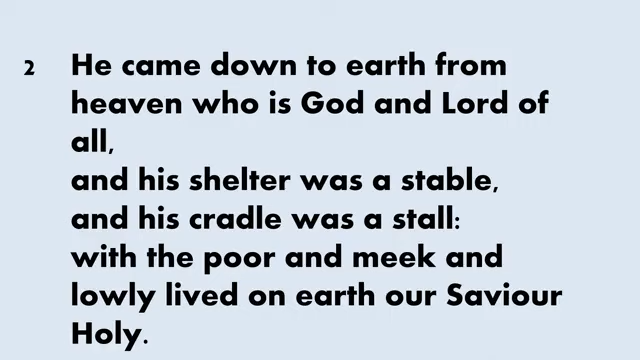 2 He came down to earth from
heaven who is God and Lord of
all,
and his shelter was a stable,
and his cradle was a stall:
with the poor and meek and
lowly lived on earth our Saviour
Holy.